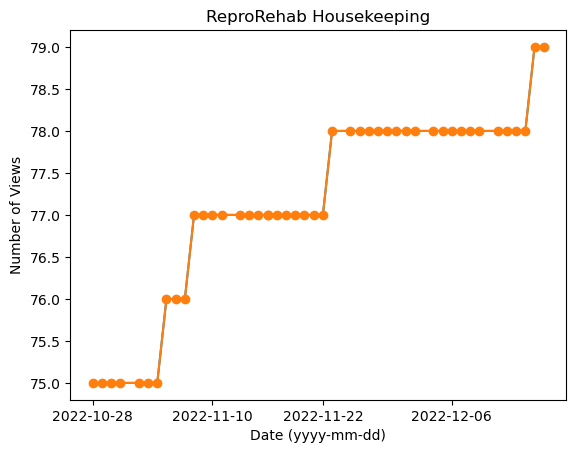 ReproRehab Housekeeping
Number of Views
79.0
78.5
78.0
77.5
77.0
76.5
76.0
75.5
75.0
2022-10-28 2022-11-10 2022-11-22 2022-12-06
Date (yyyy-mm-dd)